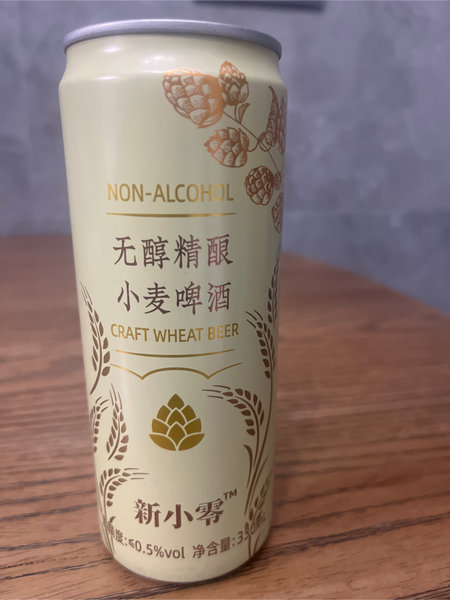 NON-ALCOHOL
无醇精酿
小麦啤酒
CRAFT WHEAT BEER
新小零™
度:≤0.5%vol 净含量:33